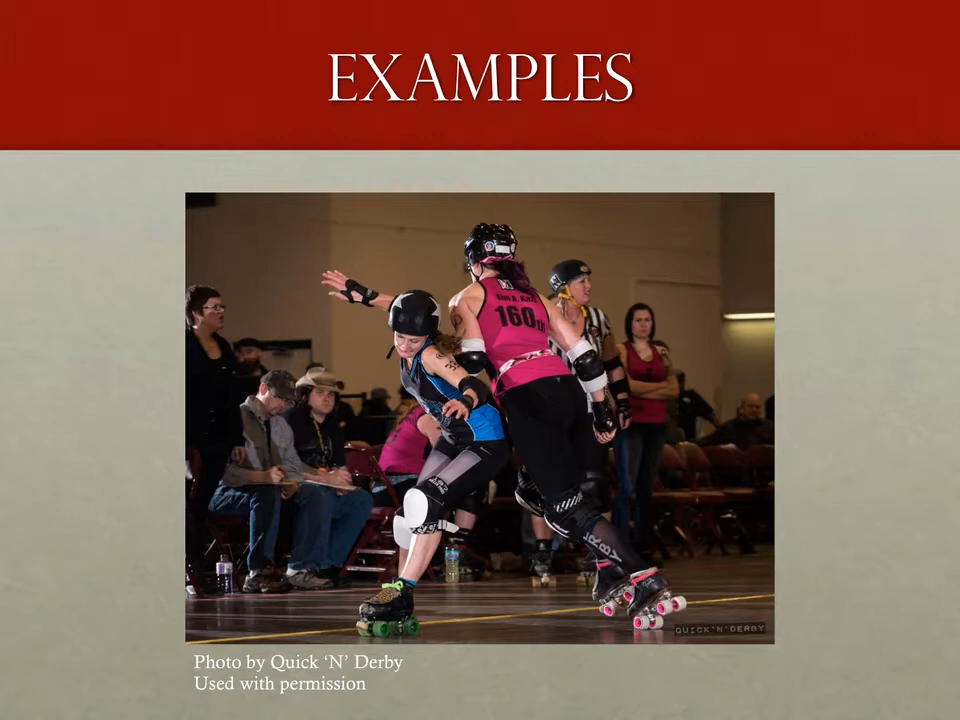 EXAMPLES
160
QUICK'N'DERBY
Photo by Quick ‘N’ Derby
Used with permission